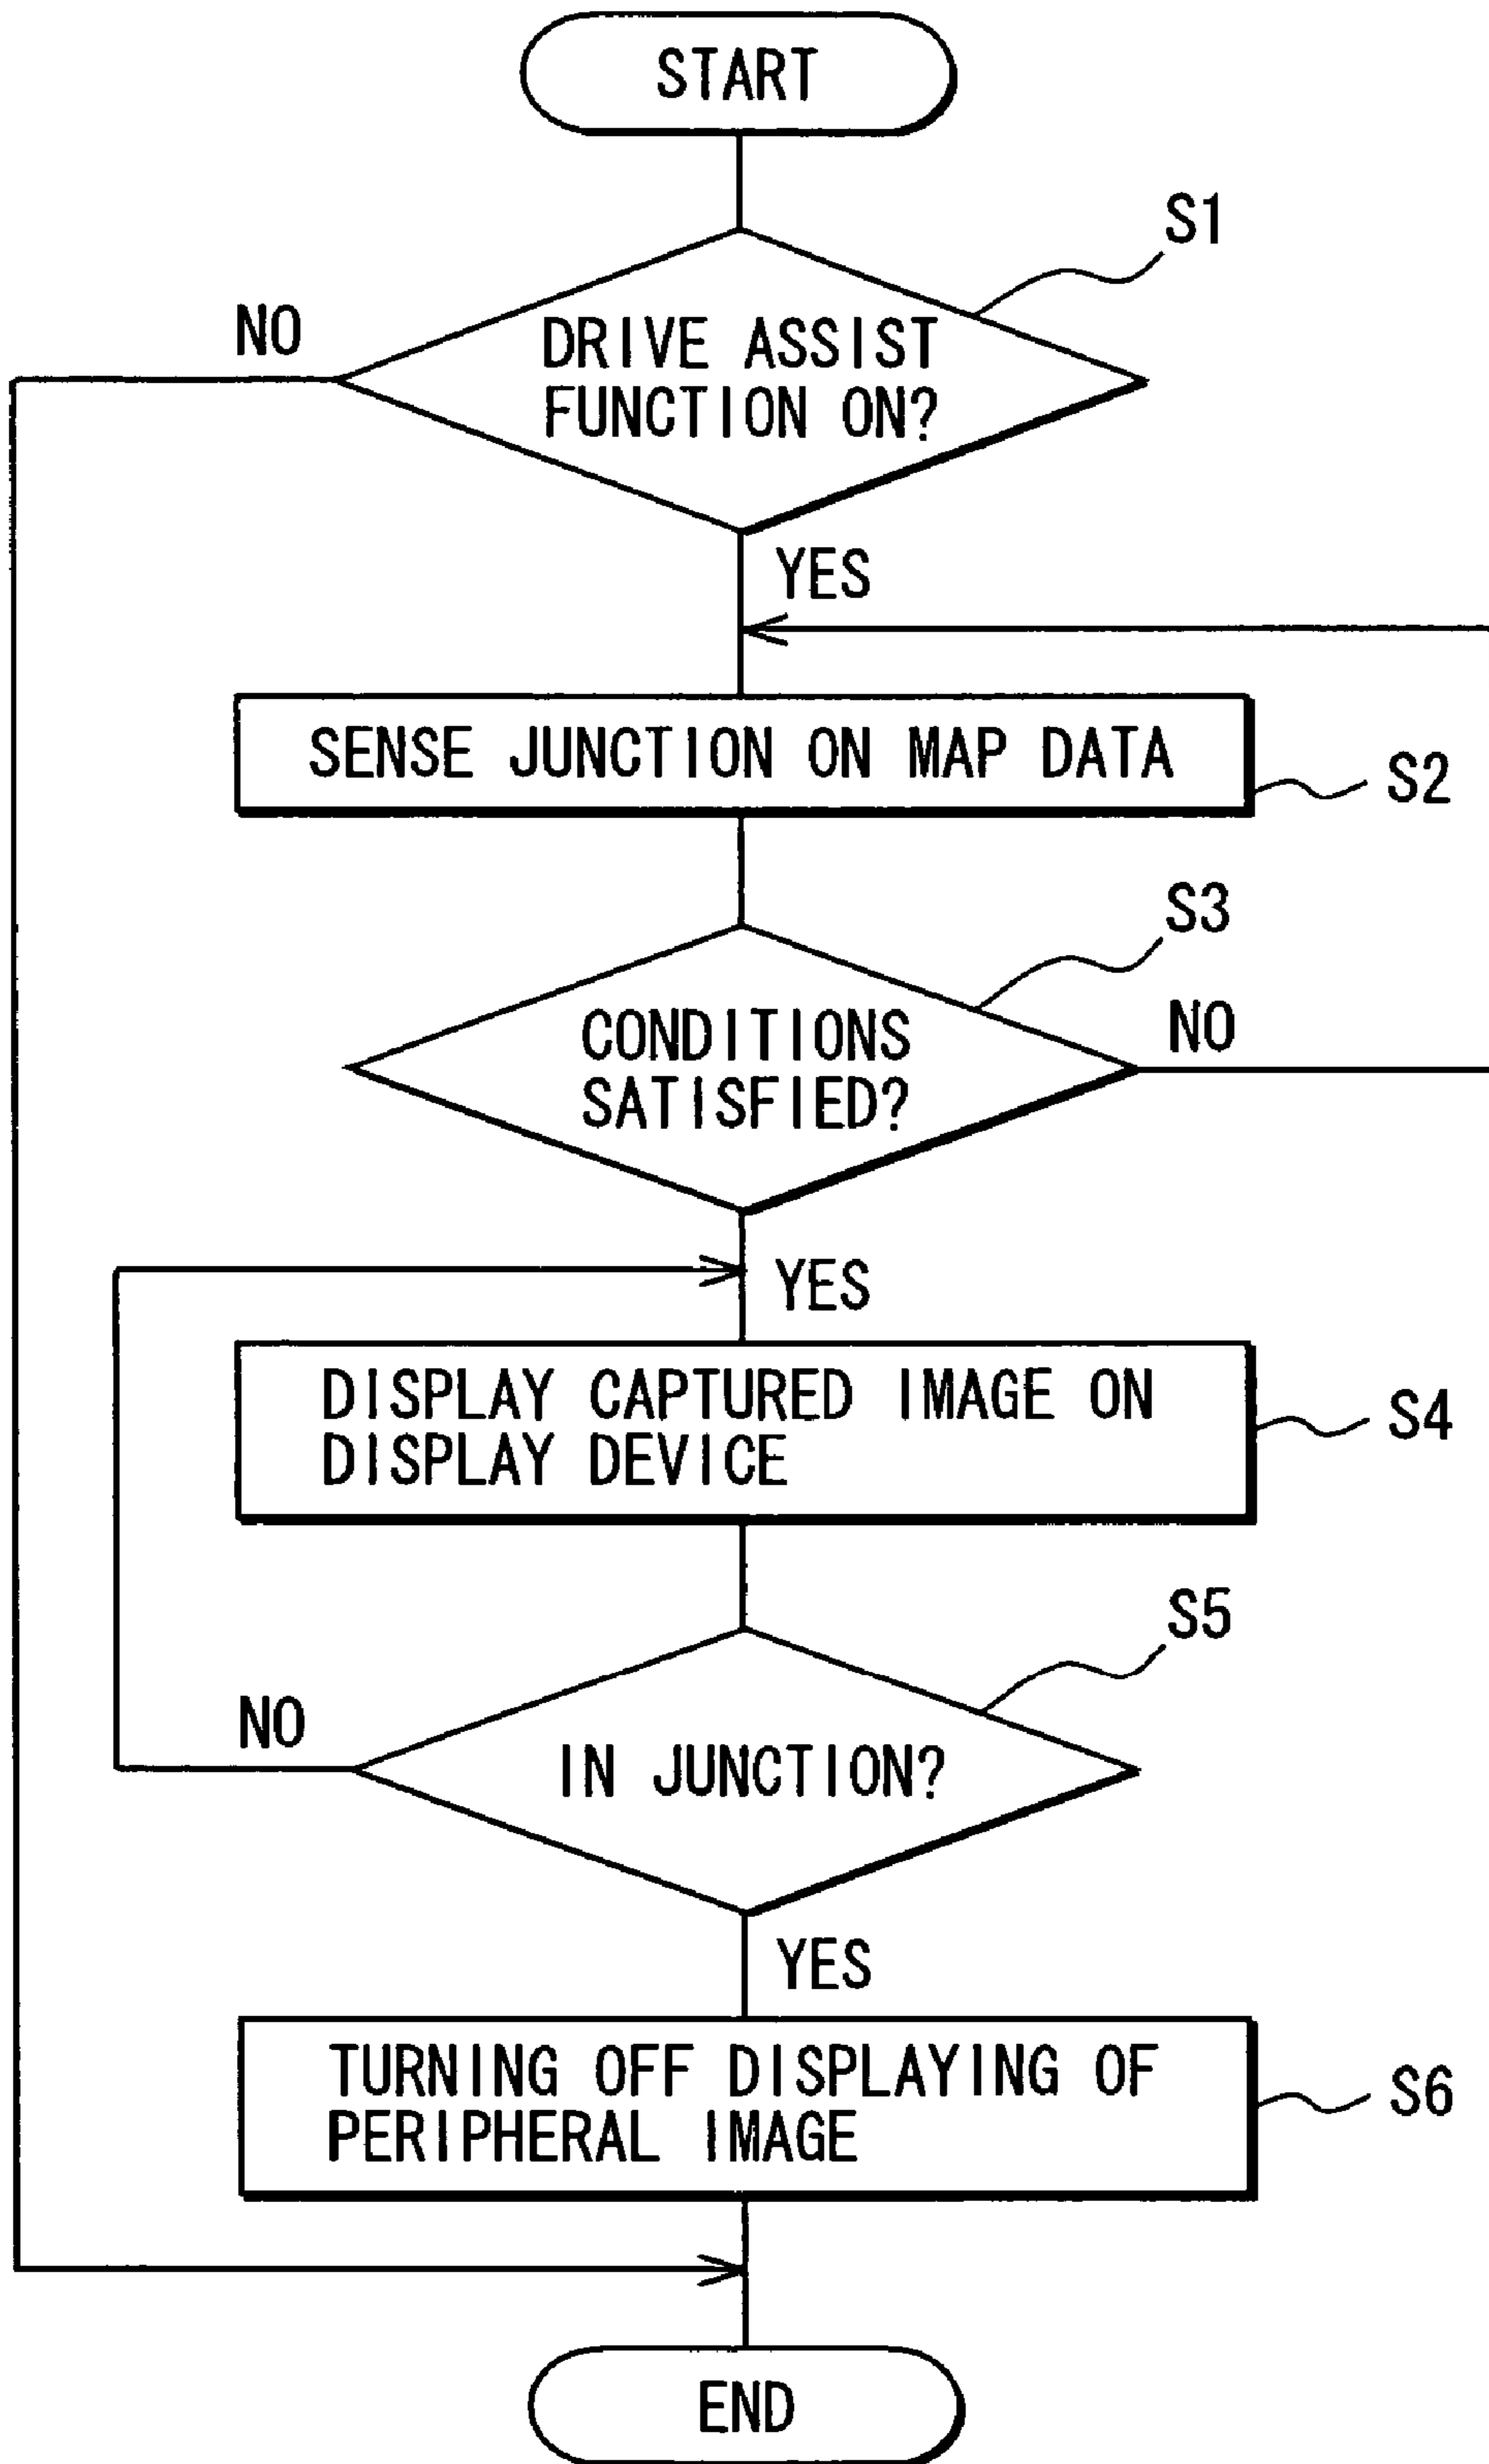 START
S1
NO
DRIVE ASSIST
FUNCTION ON?
YES
SENSE JUNCTION ON MAP DATA
S2
S3
CONDITIONS
SATISFIED?
NO
YES
DISPLAY CAPTURED IMAGE ON
DISPLAY DEVICE
S4
S5
NO
IN JUNCTION?
YES
TURNING OFF DISPLAYING OF
PERIPHERAL IMAGE
S6
END